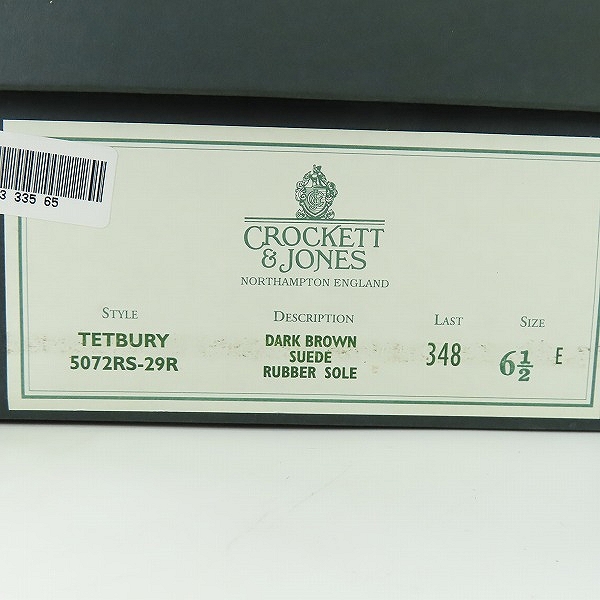 3 335 65
CROCKETT
& JONES
NORTHAMPTON ENGLAND
STYLE DESCRIPTION LAST SIZE
TETBURY DARK BROWN 348 6½ E
5072RS-29R SUEDE
RUBBER SOLE